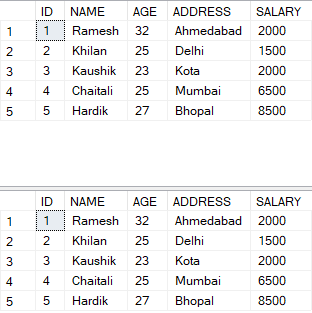 ID NAME AGE ADDRESS SALARY
1 1 Ramesh 32 Ahmedabad 2000
2 2 Khilan 25 Delhi 1500
3 3 Kaushik 23 Kota 2000
4 4 Chaitali 25 Mumbai 6500
5 5 Hardik 27 Bhopal 8500
ID NAME AGE ADDRESS SALARY
1 1 Ramesh 32 Ahmedabad 2000
2 2 Khilan 25 Delhi 1500
3 3 Kaushik 23 Kota 2000
4 4 Chaitali 25 Mumbai 6500
5 5 Hardik 27 Bhopal 8500